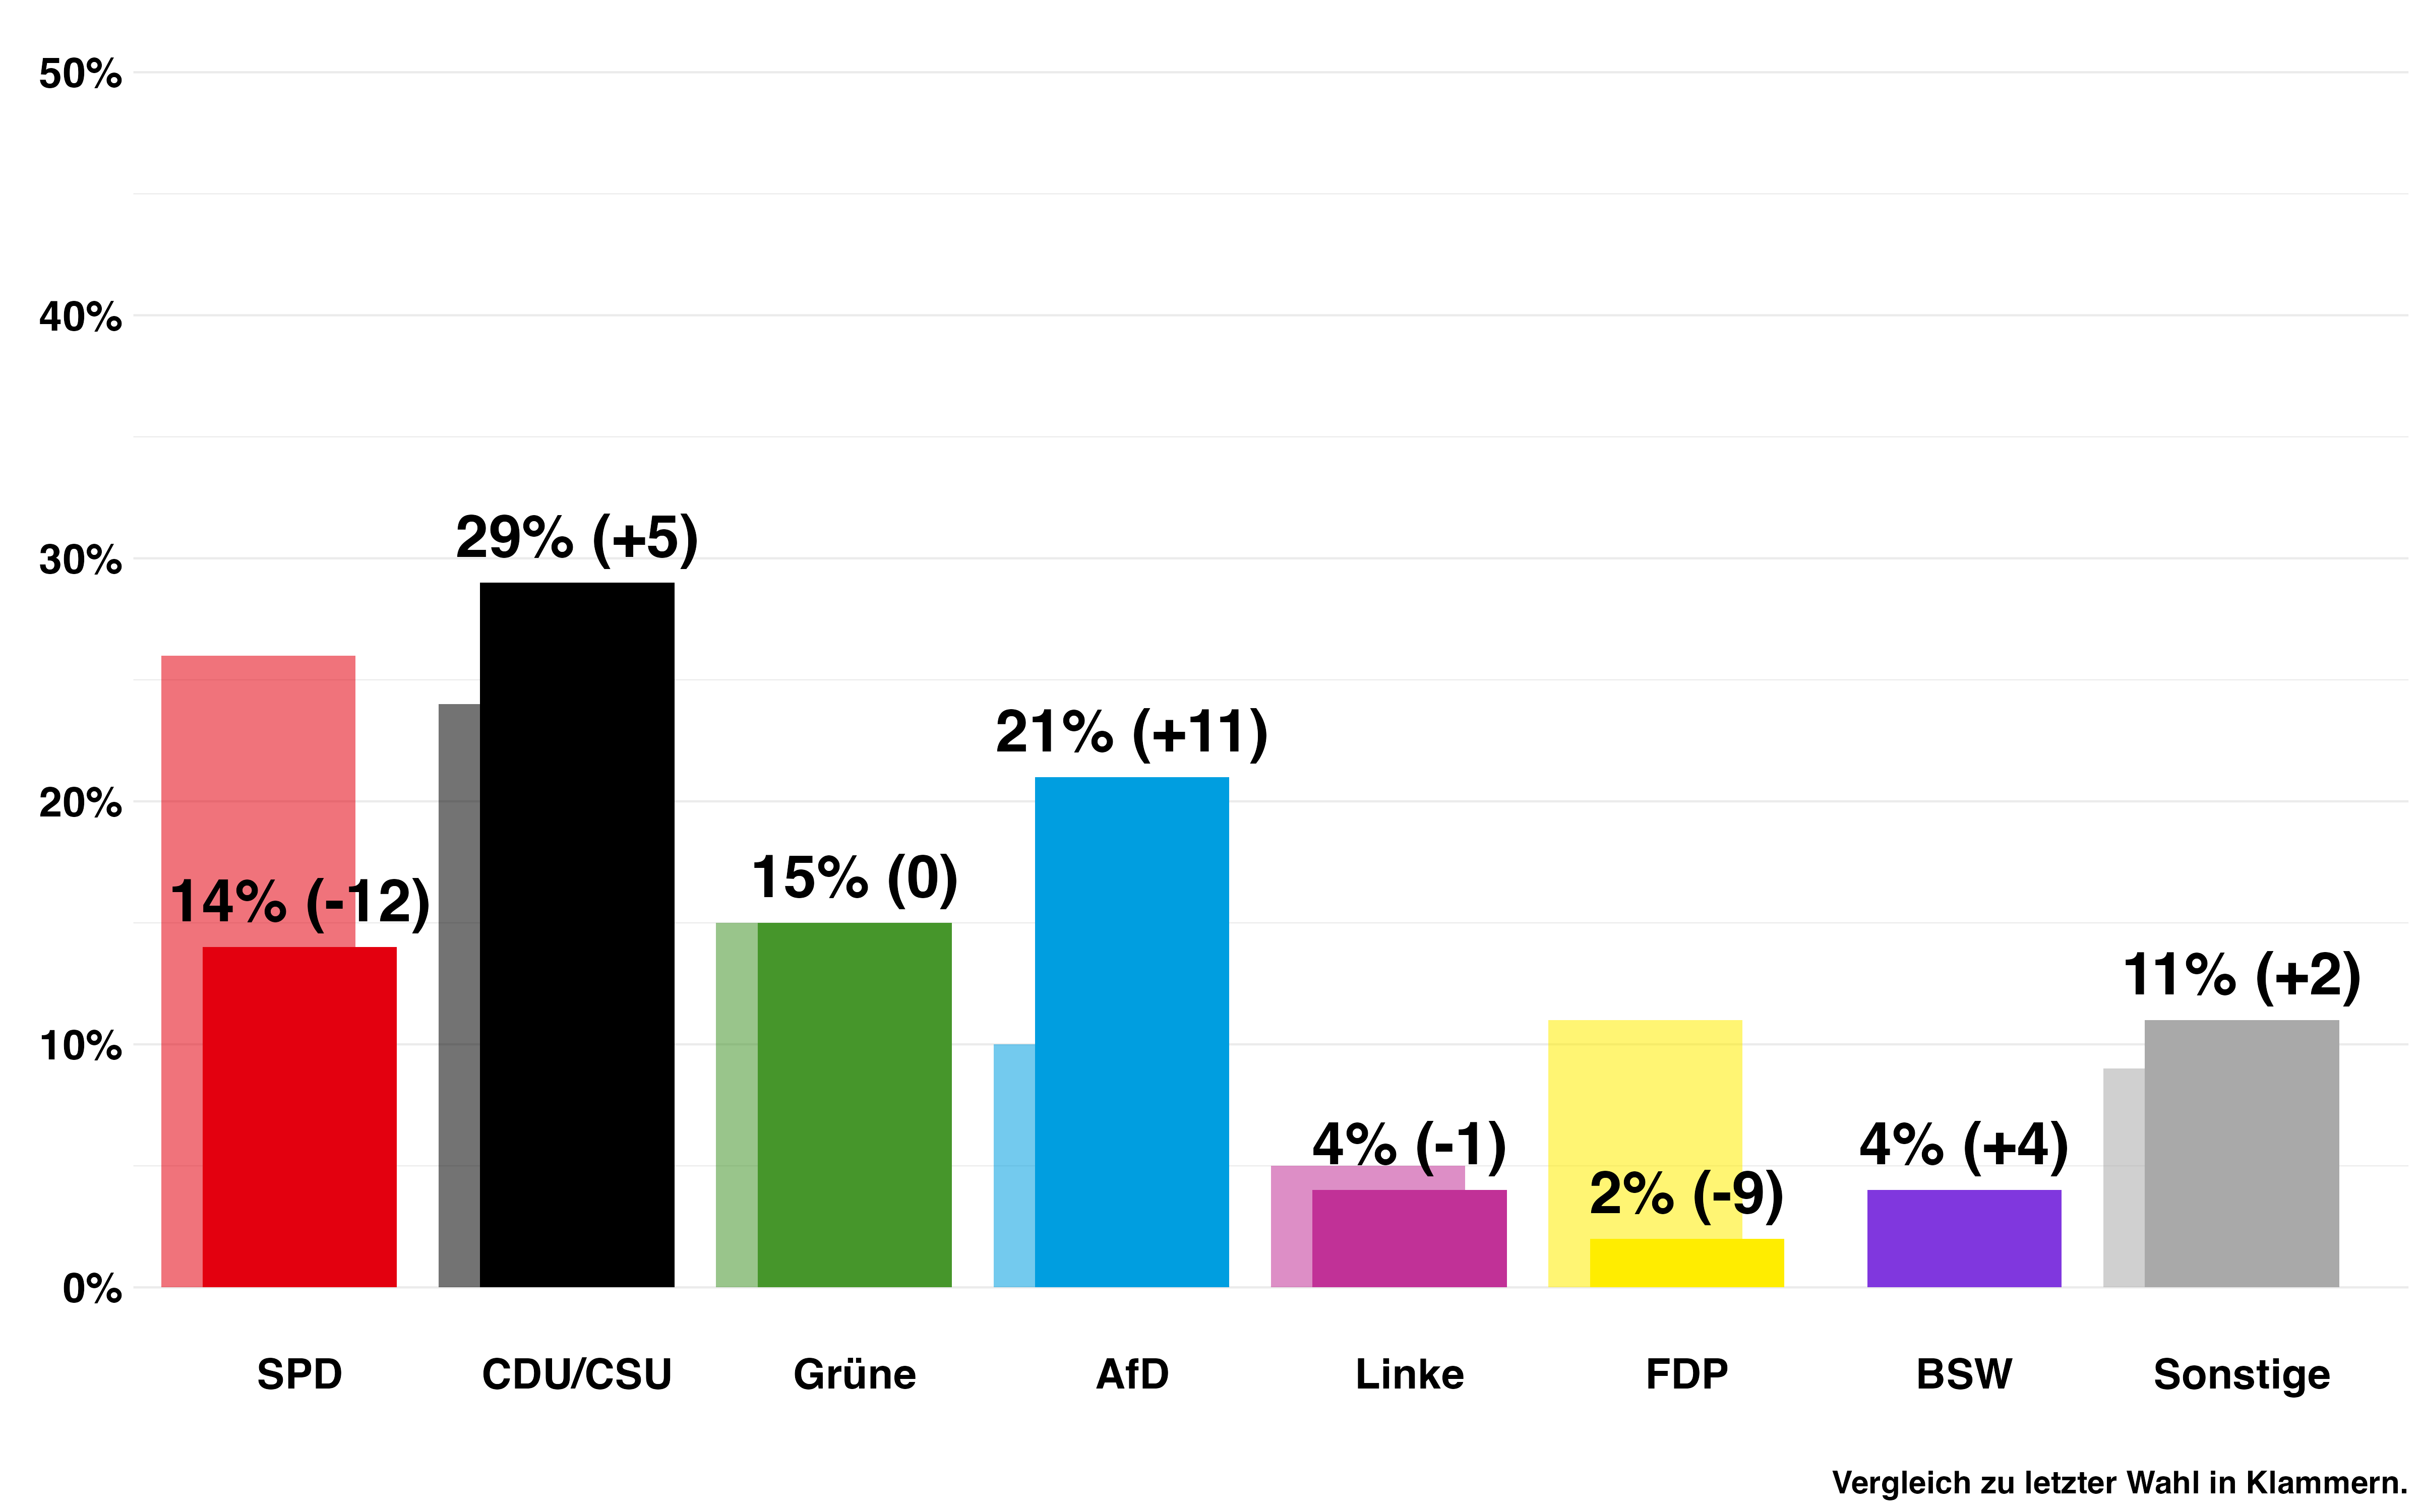 50%
40%
30%
20%
10%
0%
14% (-12)
29% (+5)
15% (0)
21% (+11)
4% (-1)
2% (-9)
4% (+4)
11% (+2)
SPD
CDU/CSU
Grüne
AfD
Linke
FDP
BSW
Sonstige
Vergleich zu letzter Wahl in Klammern.